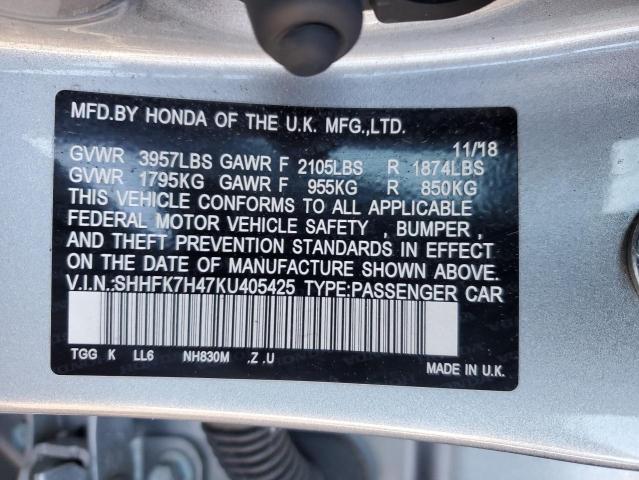 MFD.BY HONDA OF THE U.K. MFG.,LTD.
11/18
GVWR 3957LBS GAWR F 2105LBS R 1874LBS
GVWR 1795KG GAWR F 955KG R 850KG
THIS VEHICLE CONFORMS TO ALL APPLICABLE
FEDERAL MOTOR VEHICLE SAFETY , BUMPER ,
AND THEFT PREVENTION STANDARDS IN EFFECT
ON THE DATE OF MANUFACTURE SHOWN ABOVE.
V.I.N.:SHHFK7H47KU405425 TYPE:PASSENGER CAR
TGG K LL6 NH830M ,Z ,U
MADE IN U.K.